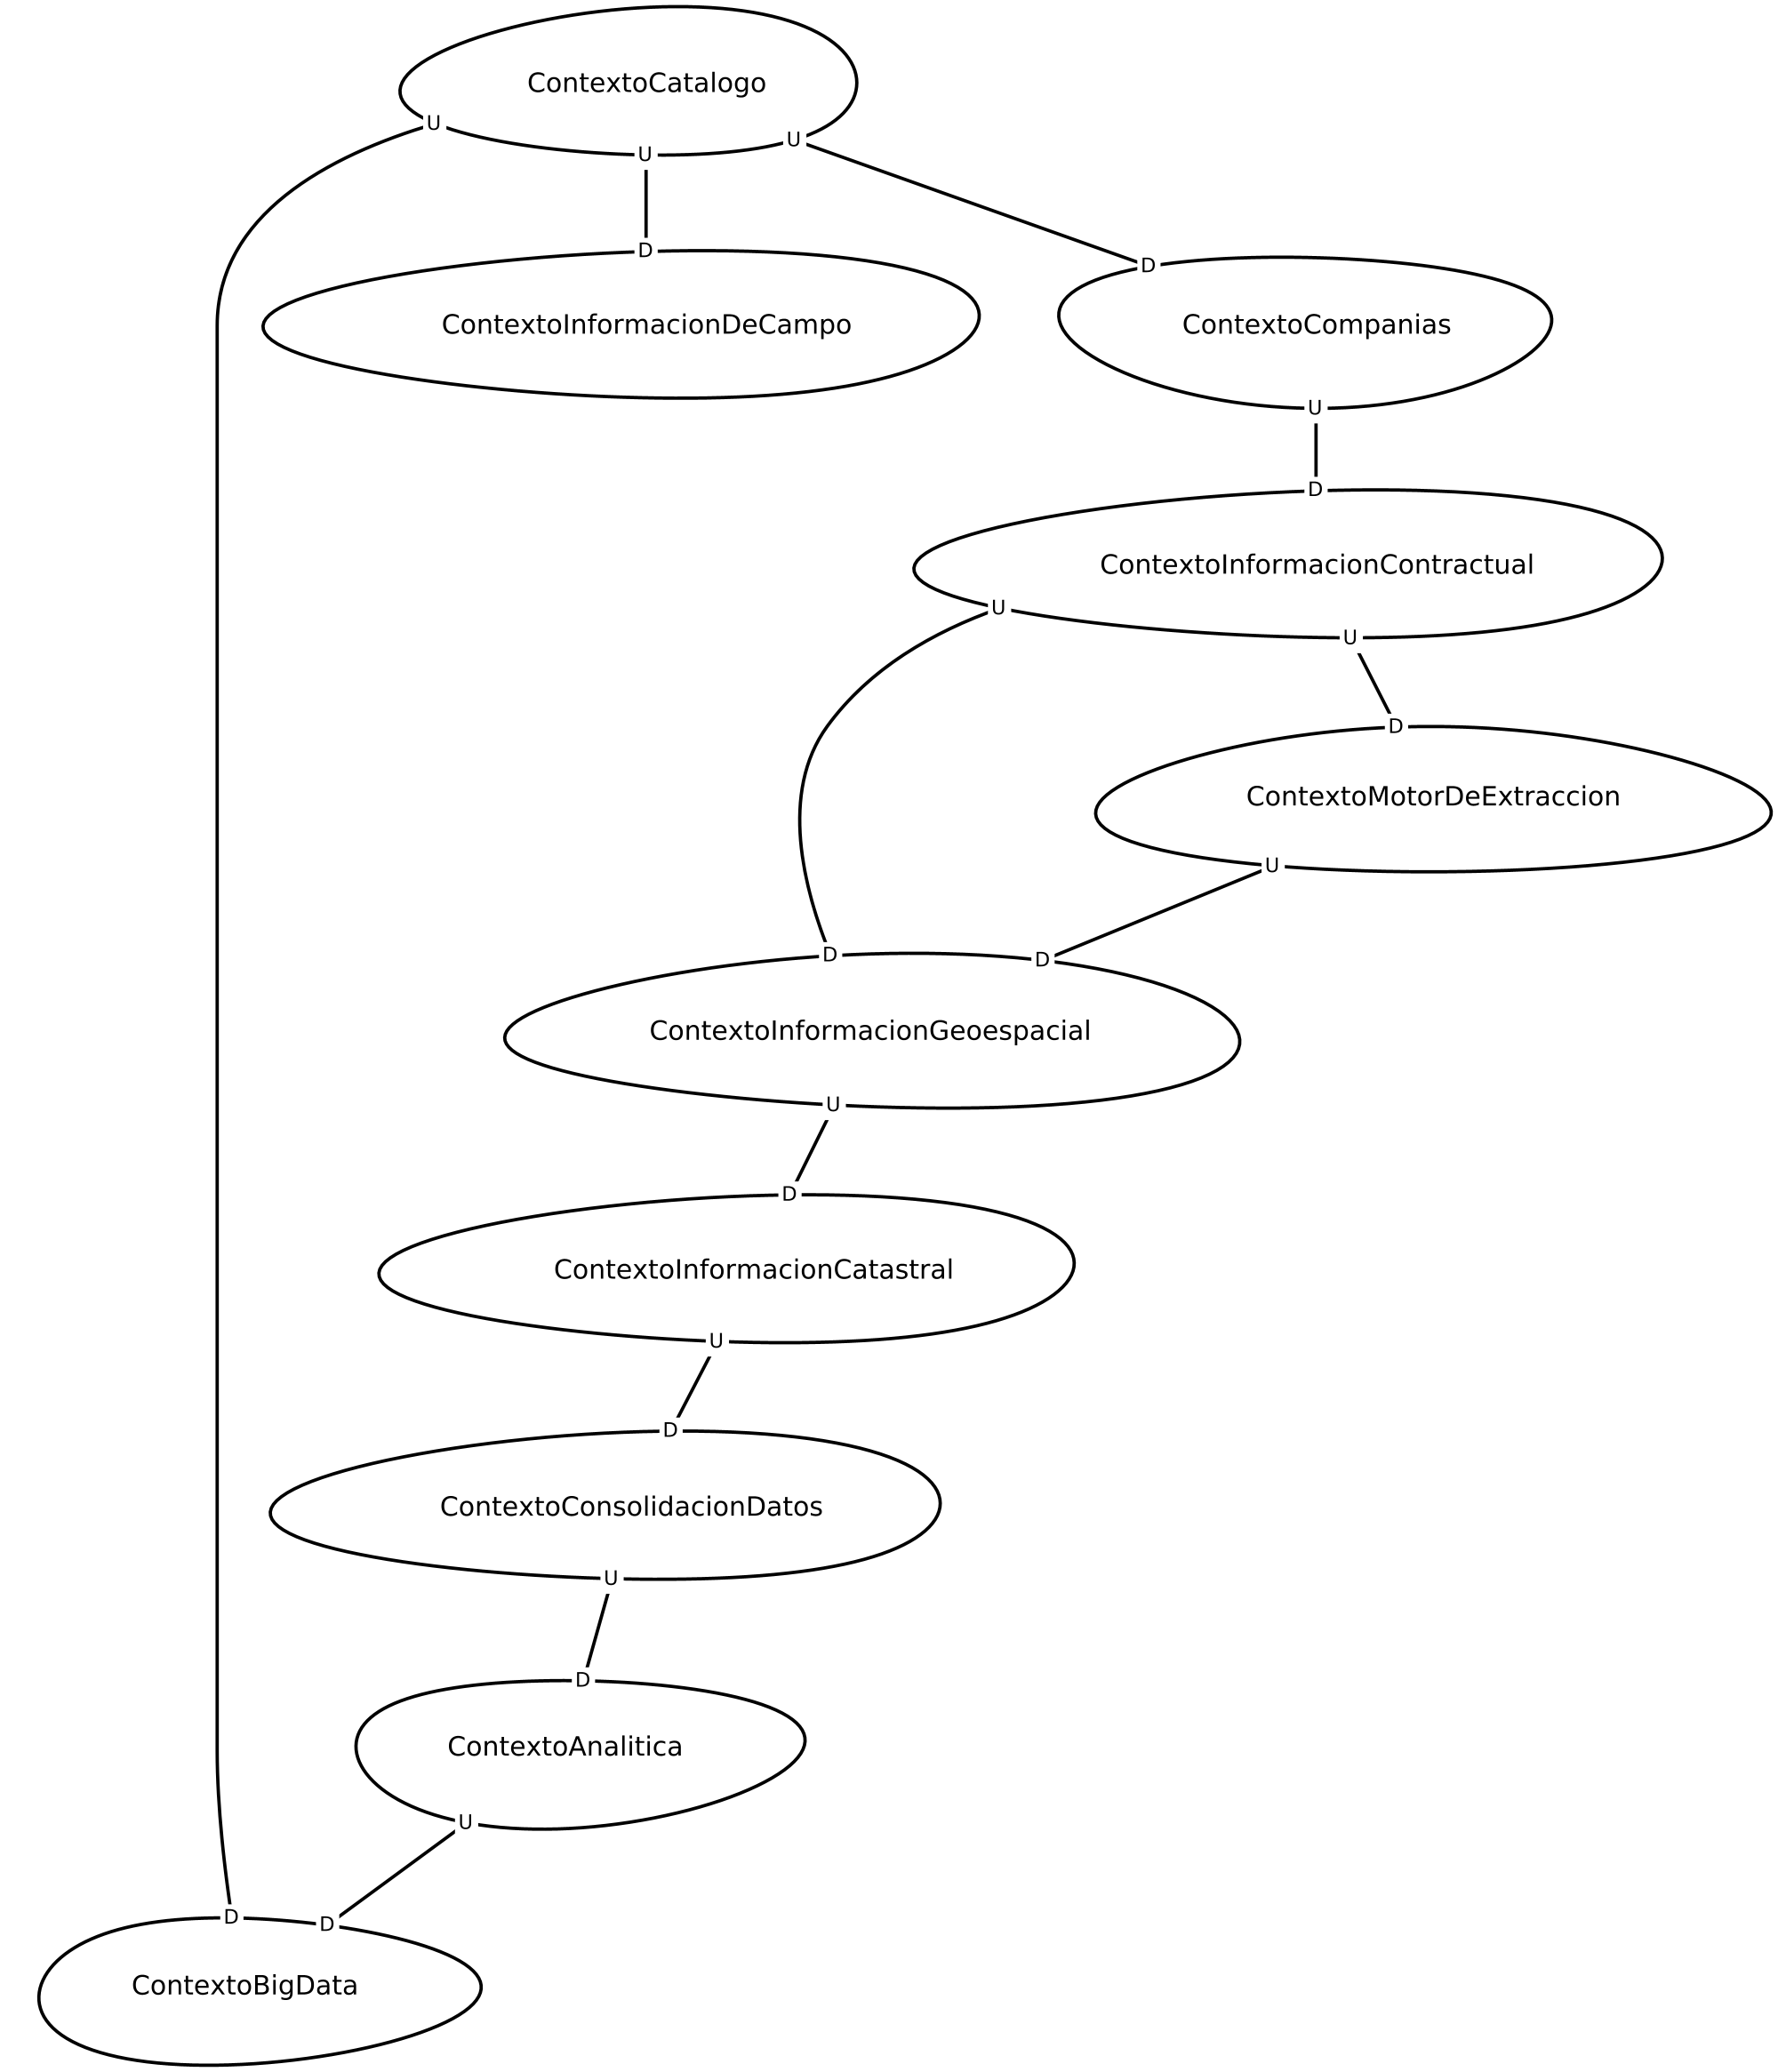 ContextoCatalogo
U
U
U
D
D
ContextoInformacionDeCampo
ContextoCompanias
U
D
ContextoInformacionContractual
U
U
D
ContextoMotorDeExtraccion
U
D
D
ContextoInformacionGeoespacial
U
D
ContextoInformacionCatastral
U
D
ContextoConsolidacionDatos
U
D
ContextoAnalitica
U
D
D
ContextoBigData